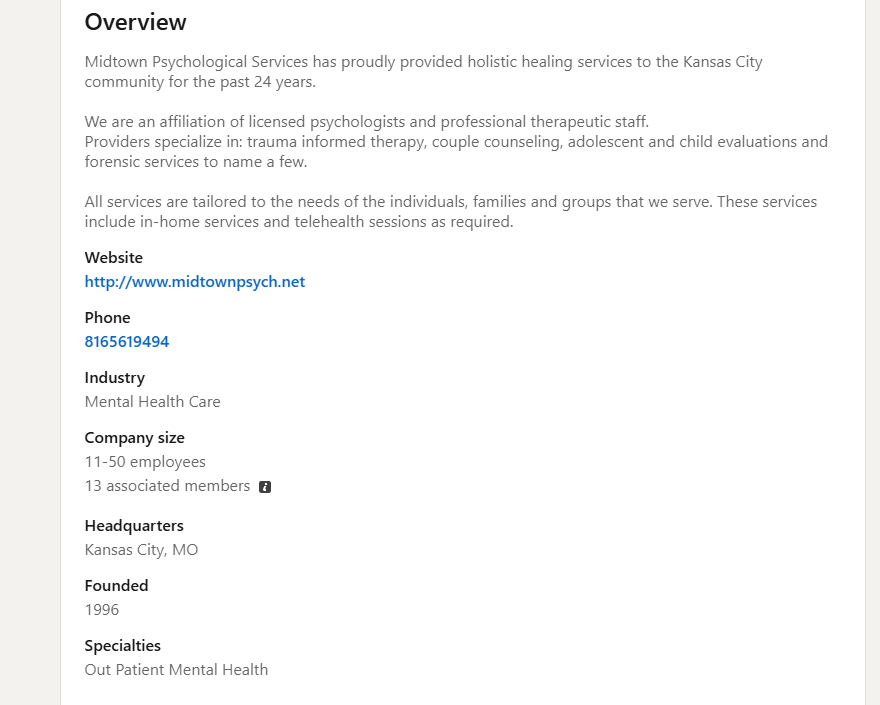 Overview
Midtown Psychological Services has proudly provided holistic healing services to the Kansas City
community for the past 24 years.
We are an affiliation of licensed psychologists and professional therapeutic staff.
Providers specialize in: trauma informed therapy, couple counseling, adolescent and child evaluations and
forensic services to name a few.
All services are tailored to the needs of the individuals, families and groups that we serve. These services
include in-home services and telehealth sessions as required.
Website
http://www.midtownpsych.net
Phone
8165619494
Industry
Mental Health Care
Company size
11-50 employees
13 associated members
Headquarters
Kansas City, MO
Founded
1996
Specialties
Out Patient Mental Health